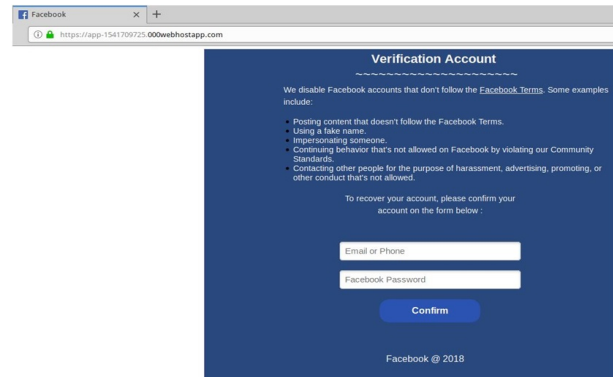 Facebook
https://app-1541709725.000webhostapp.com
Verification Account
~~~~~~~~~~~~~~~~~~~~~
We disable Facebook accounts that don't follow the Facebook Terms. Some examples
include:
Posting content that doesn't follow the Facebook Terms.
Using a fake name.
Impersonating someone.
Continuing behavior that's not allowed on Facebook by violating our Community
Standards.
Contacting other people for the purpose of harassment, advertising, promoting, or
other conduct that's not allowed.
To recover your account, please confirm your
account on the form below :
Email or Phone
Facebook Password
Confirm
Facebook @ 2018